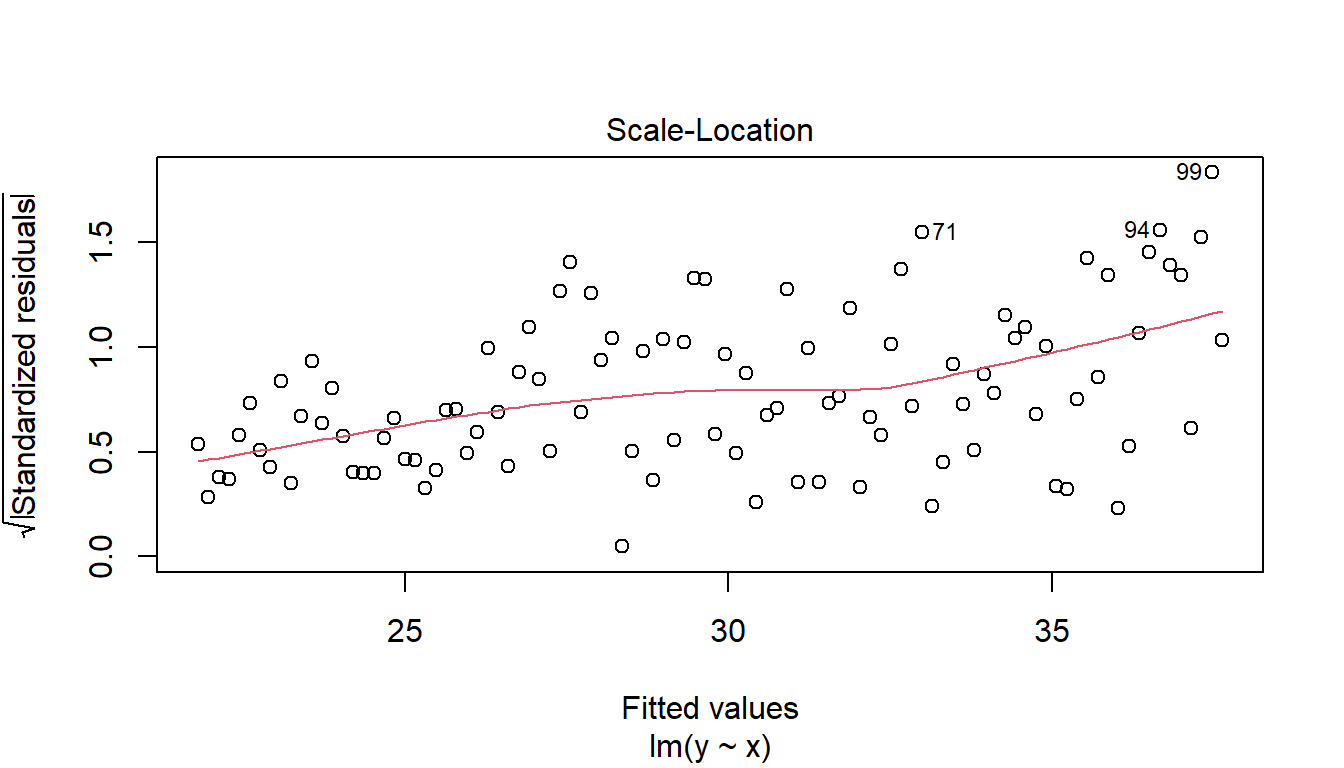 Scale-Location
√|Standardized residuals|
0.0 0.5 1.0 1.5
99
94
71
25 30 35
Fitted values
lm(y ~ x)